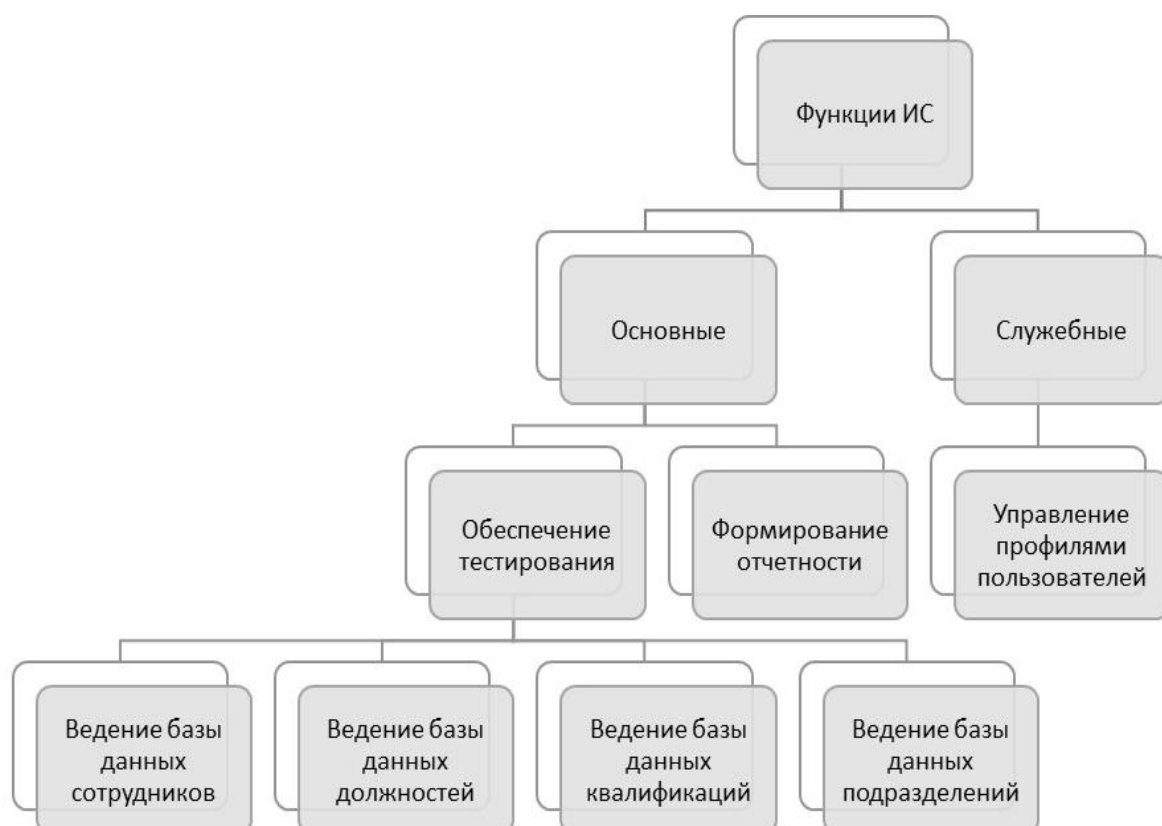 Функции ИС
Основные
Служебные
Обеспечение
тестирования
Формирование
отчетности
Управление
профилями
пользователей
Ведение базы
данных
сотрудников
Ведение базы
данных
должностей
Ведение базы
данных
квалификаций
Ведение базы
данных
подразделений